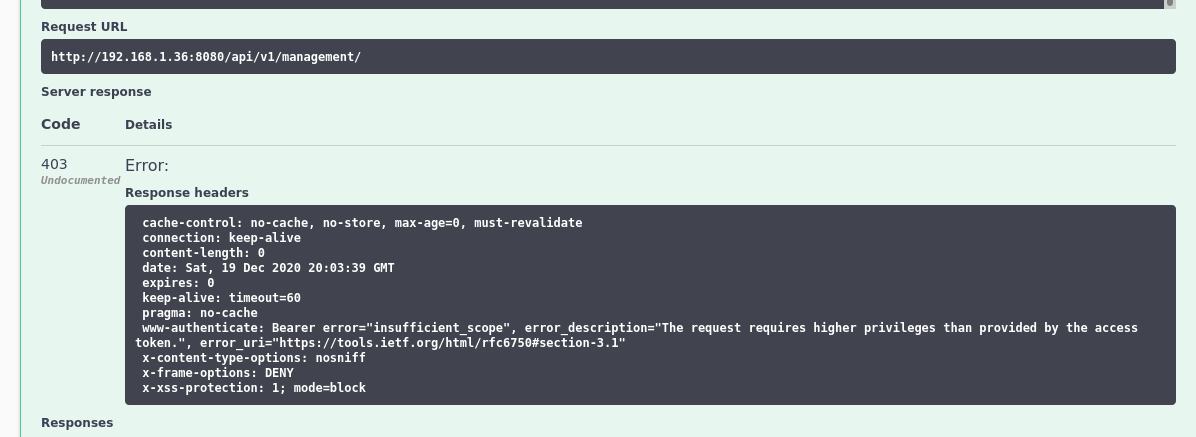 Request URL
http://192.168.1.36:8080/api/v1/management/
Server response
Code Details
403 Error:
Undocumented
Response headers
cache-control: no-cache, no-store, max-age=0, must-revalidate
connection: keep-alive
content-length: 0
date: Sat, 19 Dec 2020 20:03:39 GMT
expires: 0
keep-alive: timeout=60
pragma: no-cache
www-authenticate: Bearer error="insufficient_scope", error_description="The request requires higher privileges than provided by the access
token.", error_uri="https://tools.ietf.org/html/rfc6750#section-3.1"
x-content-type-options: nosniff
x-frame-options: DENY
x-xss-protection: 1; mode=block
Responses